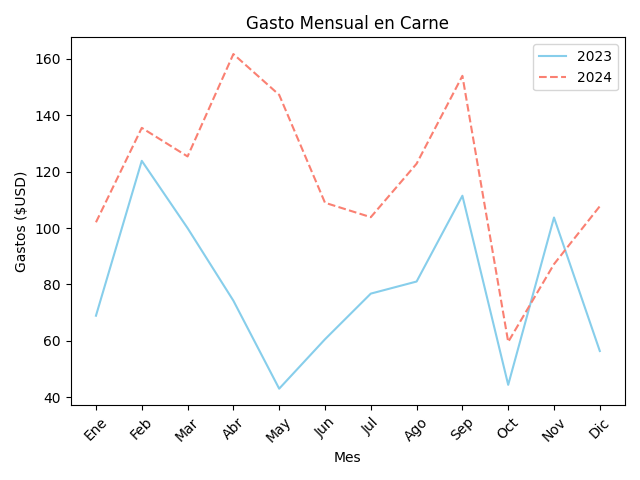 Gasto Mensual en Carne
2023
2024
Gastos ($USD)
160
140
120
100
80
60
40
Ene
Feb
Mar
Abr
May
Jun
Jul
Ago
Sep
Oct
Nov
Dic
Mes